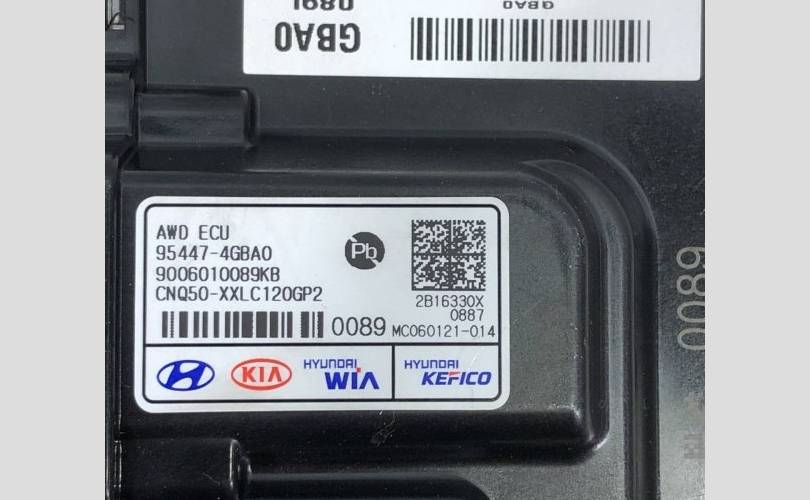 GBA0
GBA0
AWD ECU
95447-4GBA0
9006010089KB
CNQ50-XXLC120GP2
Pb
2B16330X
0887
0089
MC060121-014
KIA
HYUNDAI
WIA
HYUNDAI
KEFICO
0089